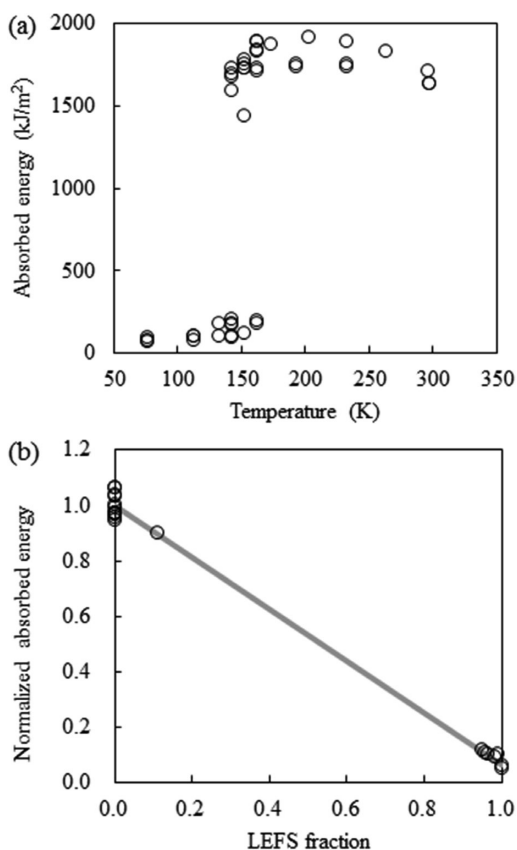 (a)
2000
1500
1000
500
0
Absorbed energy (kJ/m²)
50 100 150 200 250 300 350
Temperature (K)
(b)
1.2
1.0
0.8
0.6
0.4
0.2
0.0
Normalized absorbed energy
0.0 0.2 0.4 0.6 0.8 1.0
LEFS fraction